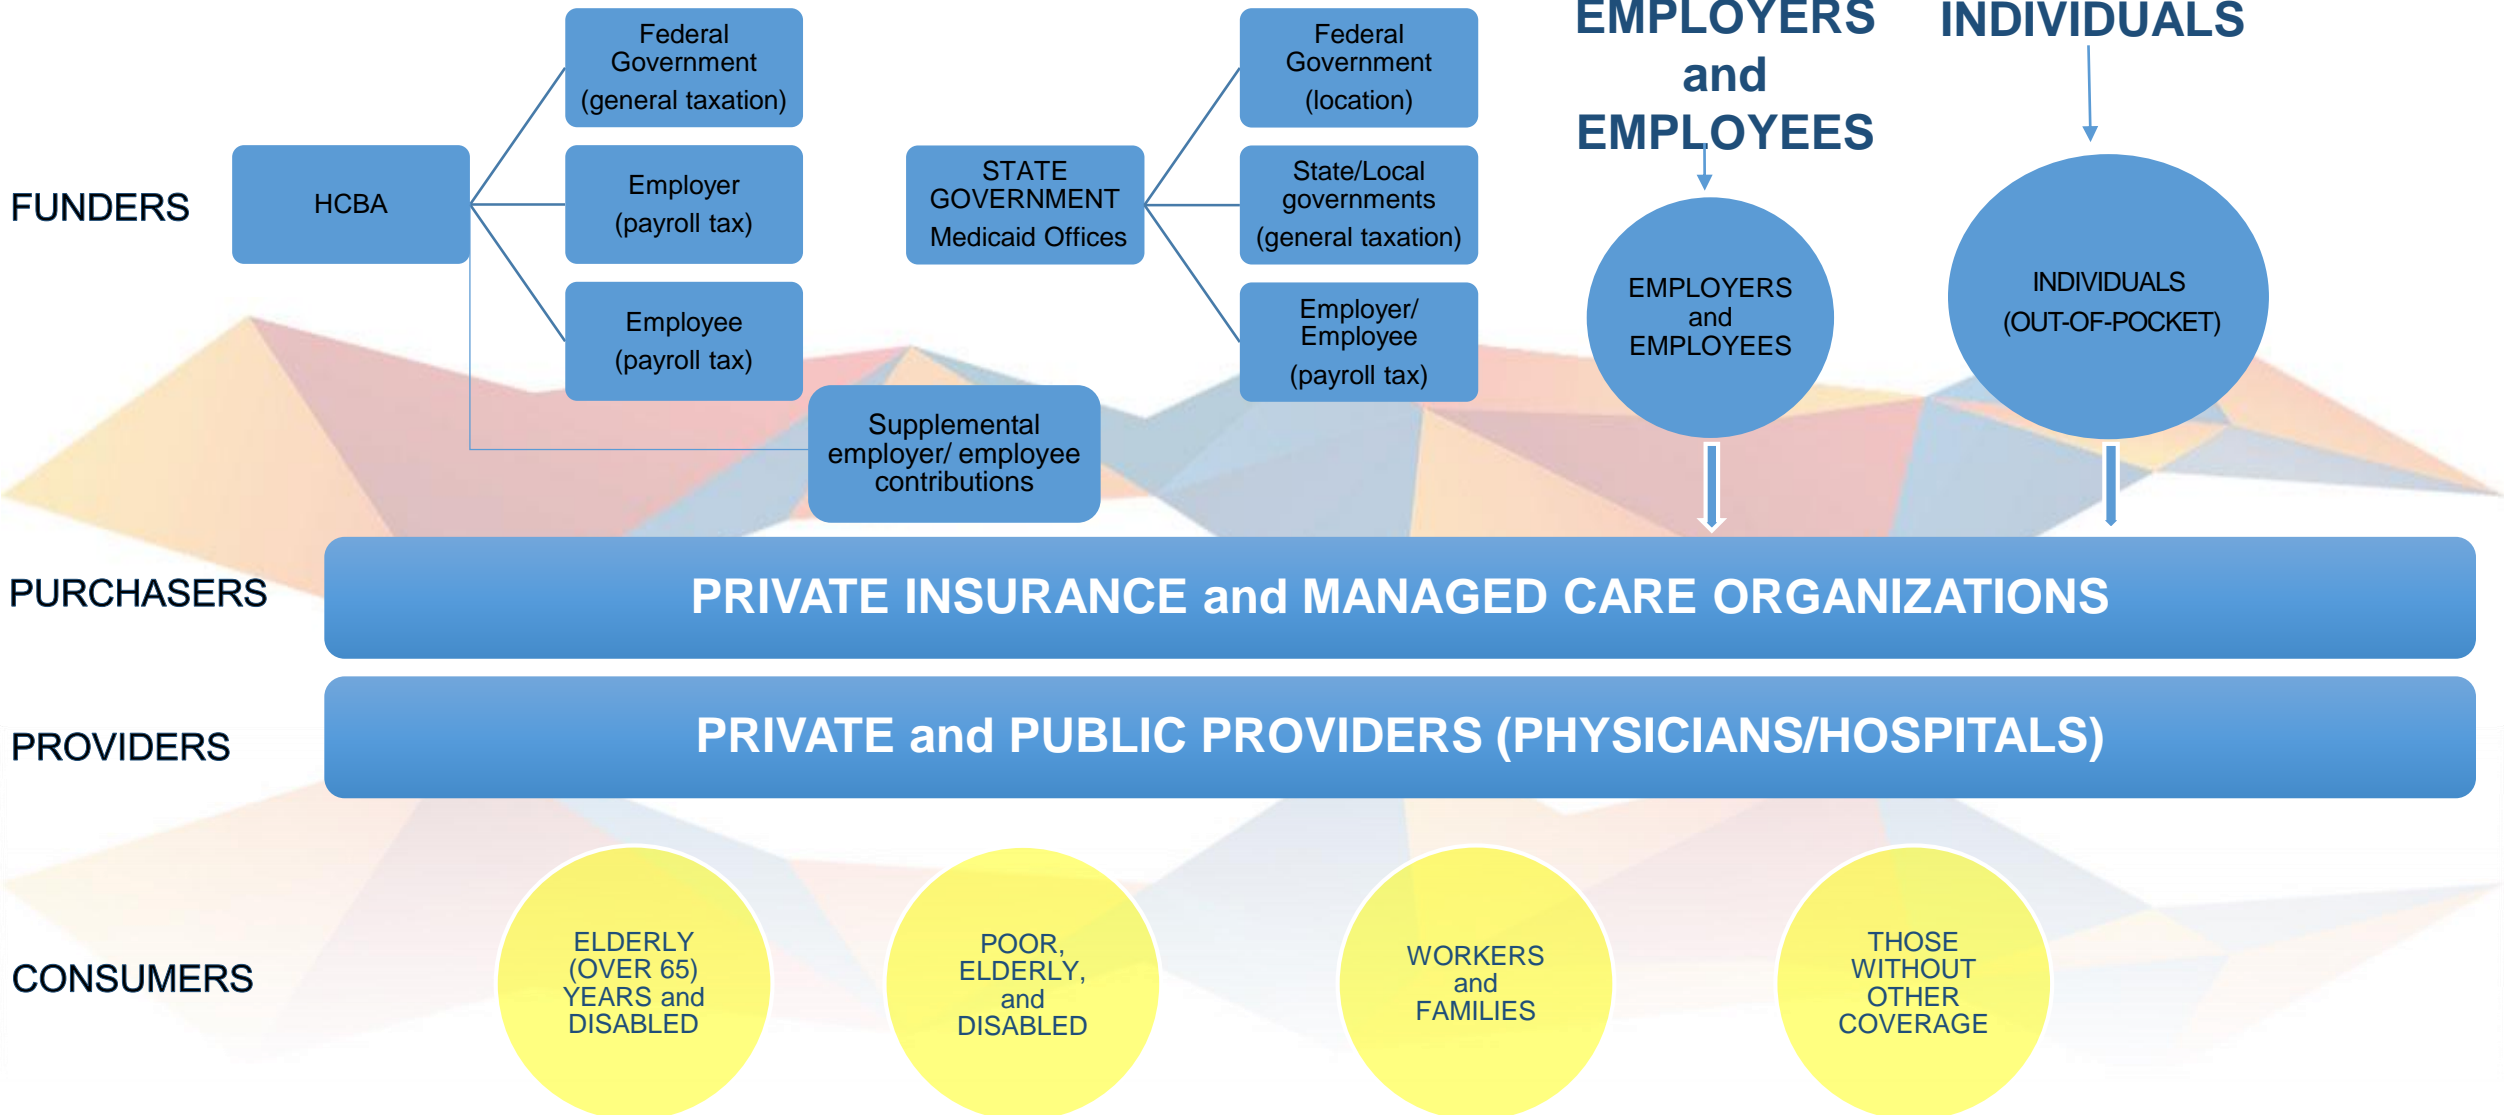 EMPLOYERS
and
EMPLOYEES
INDIVIDUALS
FUNDERS
HCBA
Federal
Government
(general taxation)
Employer
(payroll tax)
Employee
(payroll tax)
Supplemental
employer/ employee
contributions
STATE
GOVERNMENT
Medicaid Offices
Federal
Government
(location)
State/Local
governments
(general taxation)
Employer/
Employee
(payroll tax)
EMPLOYERS
and
EMPLOYEES
INDIVIDUALS
(OUT-OF-POCKET)
PURCHASERS
PRIVATE INSURANCE and MANAGED CARE ORGANIZATIONS
PROVIDERS
PRIVATE and PUBLIC PROVIDERS (PHYSICIANS/HOSPITALS)
CONSUMERS
ELDERLY
(OVER 65)
YEARS and
DISABLED
POOR,
ELDERLY,
and
DISABLED
WORKERS
and
FAMILIES
THOSE
WITHOUT
OTHER
COVERAGE